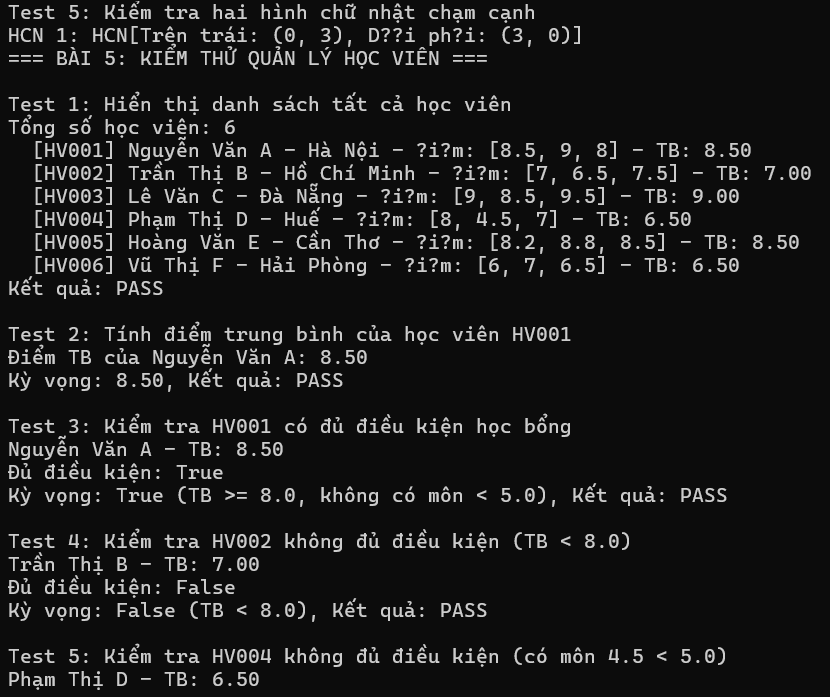 Test 5: Kiểm tra hai hình chữ nhật chạm cạnh
HCN 1: HCN[Trên trái: (0, 3), D??i ph?i: (3, 0)]
=== BÀI 5: KIỂM THỬ QUẢN LÝ HỌC VIÊN ===
Test 1: Hiển thị danh sách tất cả học viên
Tổng số học viên: 6
[HV001] Nguyễn Văn A - Hà Nội - ?i?m: [8.5, 9, 8] - TB: 8.50
[HV002] Trần Thị B - Hồ Chí Minh - ?i?m: [7, 6.5, 7.5] - TB: 7.00
[HV003] Lê Văn C - Đà Nẵng - ?i?m: [9, 8.5, 9.5] - TB: 9.00
[HV004] Phạm Thị D - Huế - ?i?m: [8, 4.5, 7] - TB: 6.50
[HV005] Hoàng Văn E - Cần Thơ - ?i?m: [8.2, 8.8, 8.5] - TB: 8.50
[HV006] Vũ Thị F - Hải Phòng - ?i?m: [6, 7, 6.5] - TB: 6.50
Kết quả: PASS
Test 2: Tính điểm trung bình của học viên HV001
Điểm TB của Nguyễn Văn A: 8.50
Kỳ vọng: 8.50, Kết quả: PASS
Test 3: Kiểm tra HV001 có đủ điều kiện học bổng
Nguyễn Văn A - TB: 8.50
Đủ điều kiện: True
Kỳ vọng: True (TB >= 8.0, không có môn < 5.0), Kết quả: PASS
Test 4: Kiểm tra HV002 không đủ điều kiện (TB < 8.0)
Trần Thị B - TB: 7.00
Đủ điều kiện: False
Kỳ vọng: False (TB < 8.0), Kết quả: PASS
Test 5: Kiểm tra HV004 không đủ điều kiện (có môn 4.5 < 5.0)
Phạm Thị D - TB: 6.50